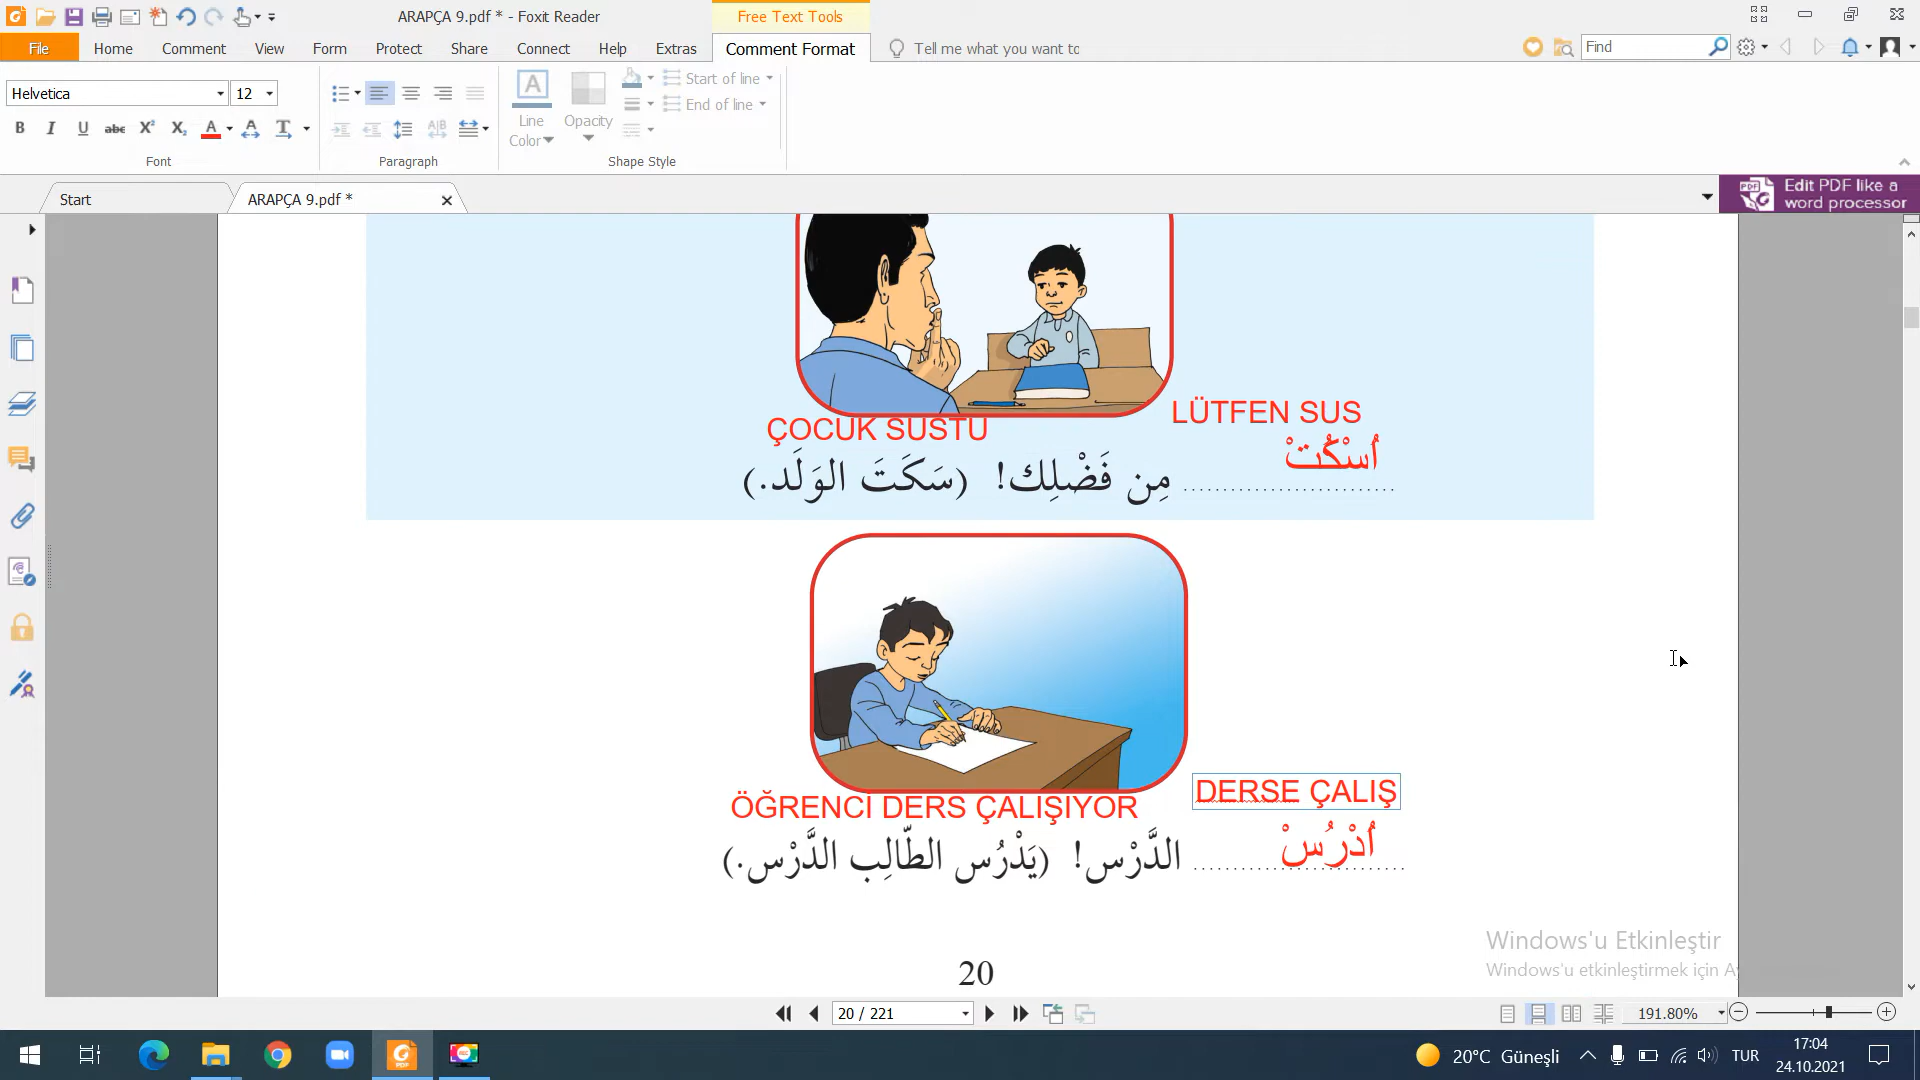 ARAPÇA 9.pdf * - Foxit Reader
Free Text Tools
File Home Comment View Form Protect Share Connect Help Extras Comment Format Tell me what you want to Find
Helvetica 12
Start of line
End of line
Line Color
Opacity
Font Paragraph Shape Style
Start ARAPÇA 9.pdf *
Edit PDF like a
word processor
LÜTFEN SUS
ÇOCUK SUSTU
اُسْكُتْ
.......................... مِن فَضْلِك! (سَكَتَ الوَلَد.)
DERSE ÇALIŞ
ÖĞRENCİ DERS ÇALIŞIYOR
اُدْرُسْ
.......................... الدَّرْس! (يَدْرُس الطّالِب الدَّرْس.)
Windows'u Etkinleştir
Windows'u etkinleştirmek için A
20
20 / 221
191.80%
20°C Güneşli
TUR
17:04
24.10.2021